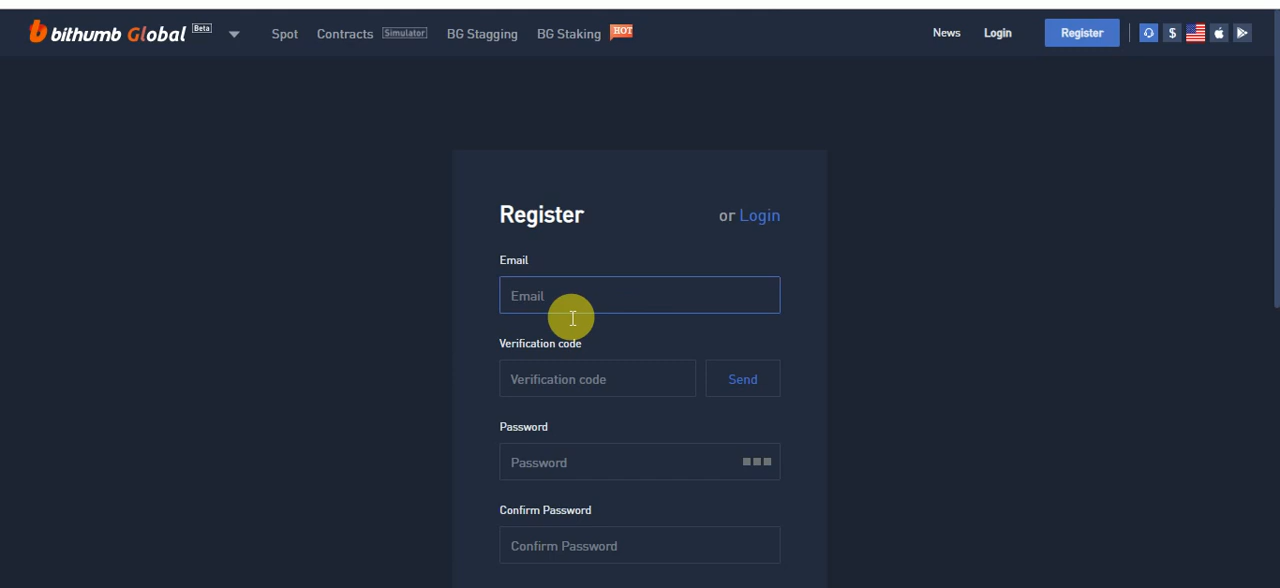 bithumb Global Beta
Spot Contracts Simulator BG Stagging BG Staking HOT
News Login Register $
Register or Login
Email
Email
Verification code
Verification code Send
Password
Password
Confirm Password
Confirm Password